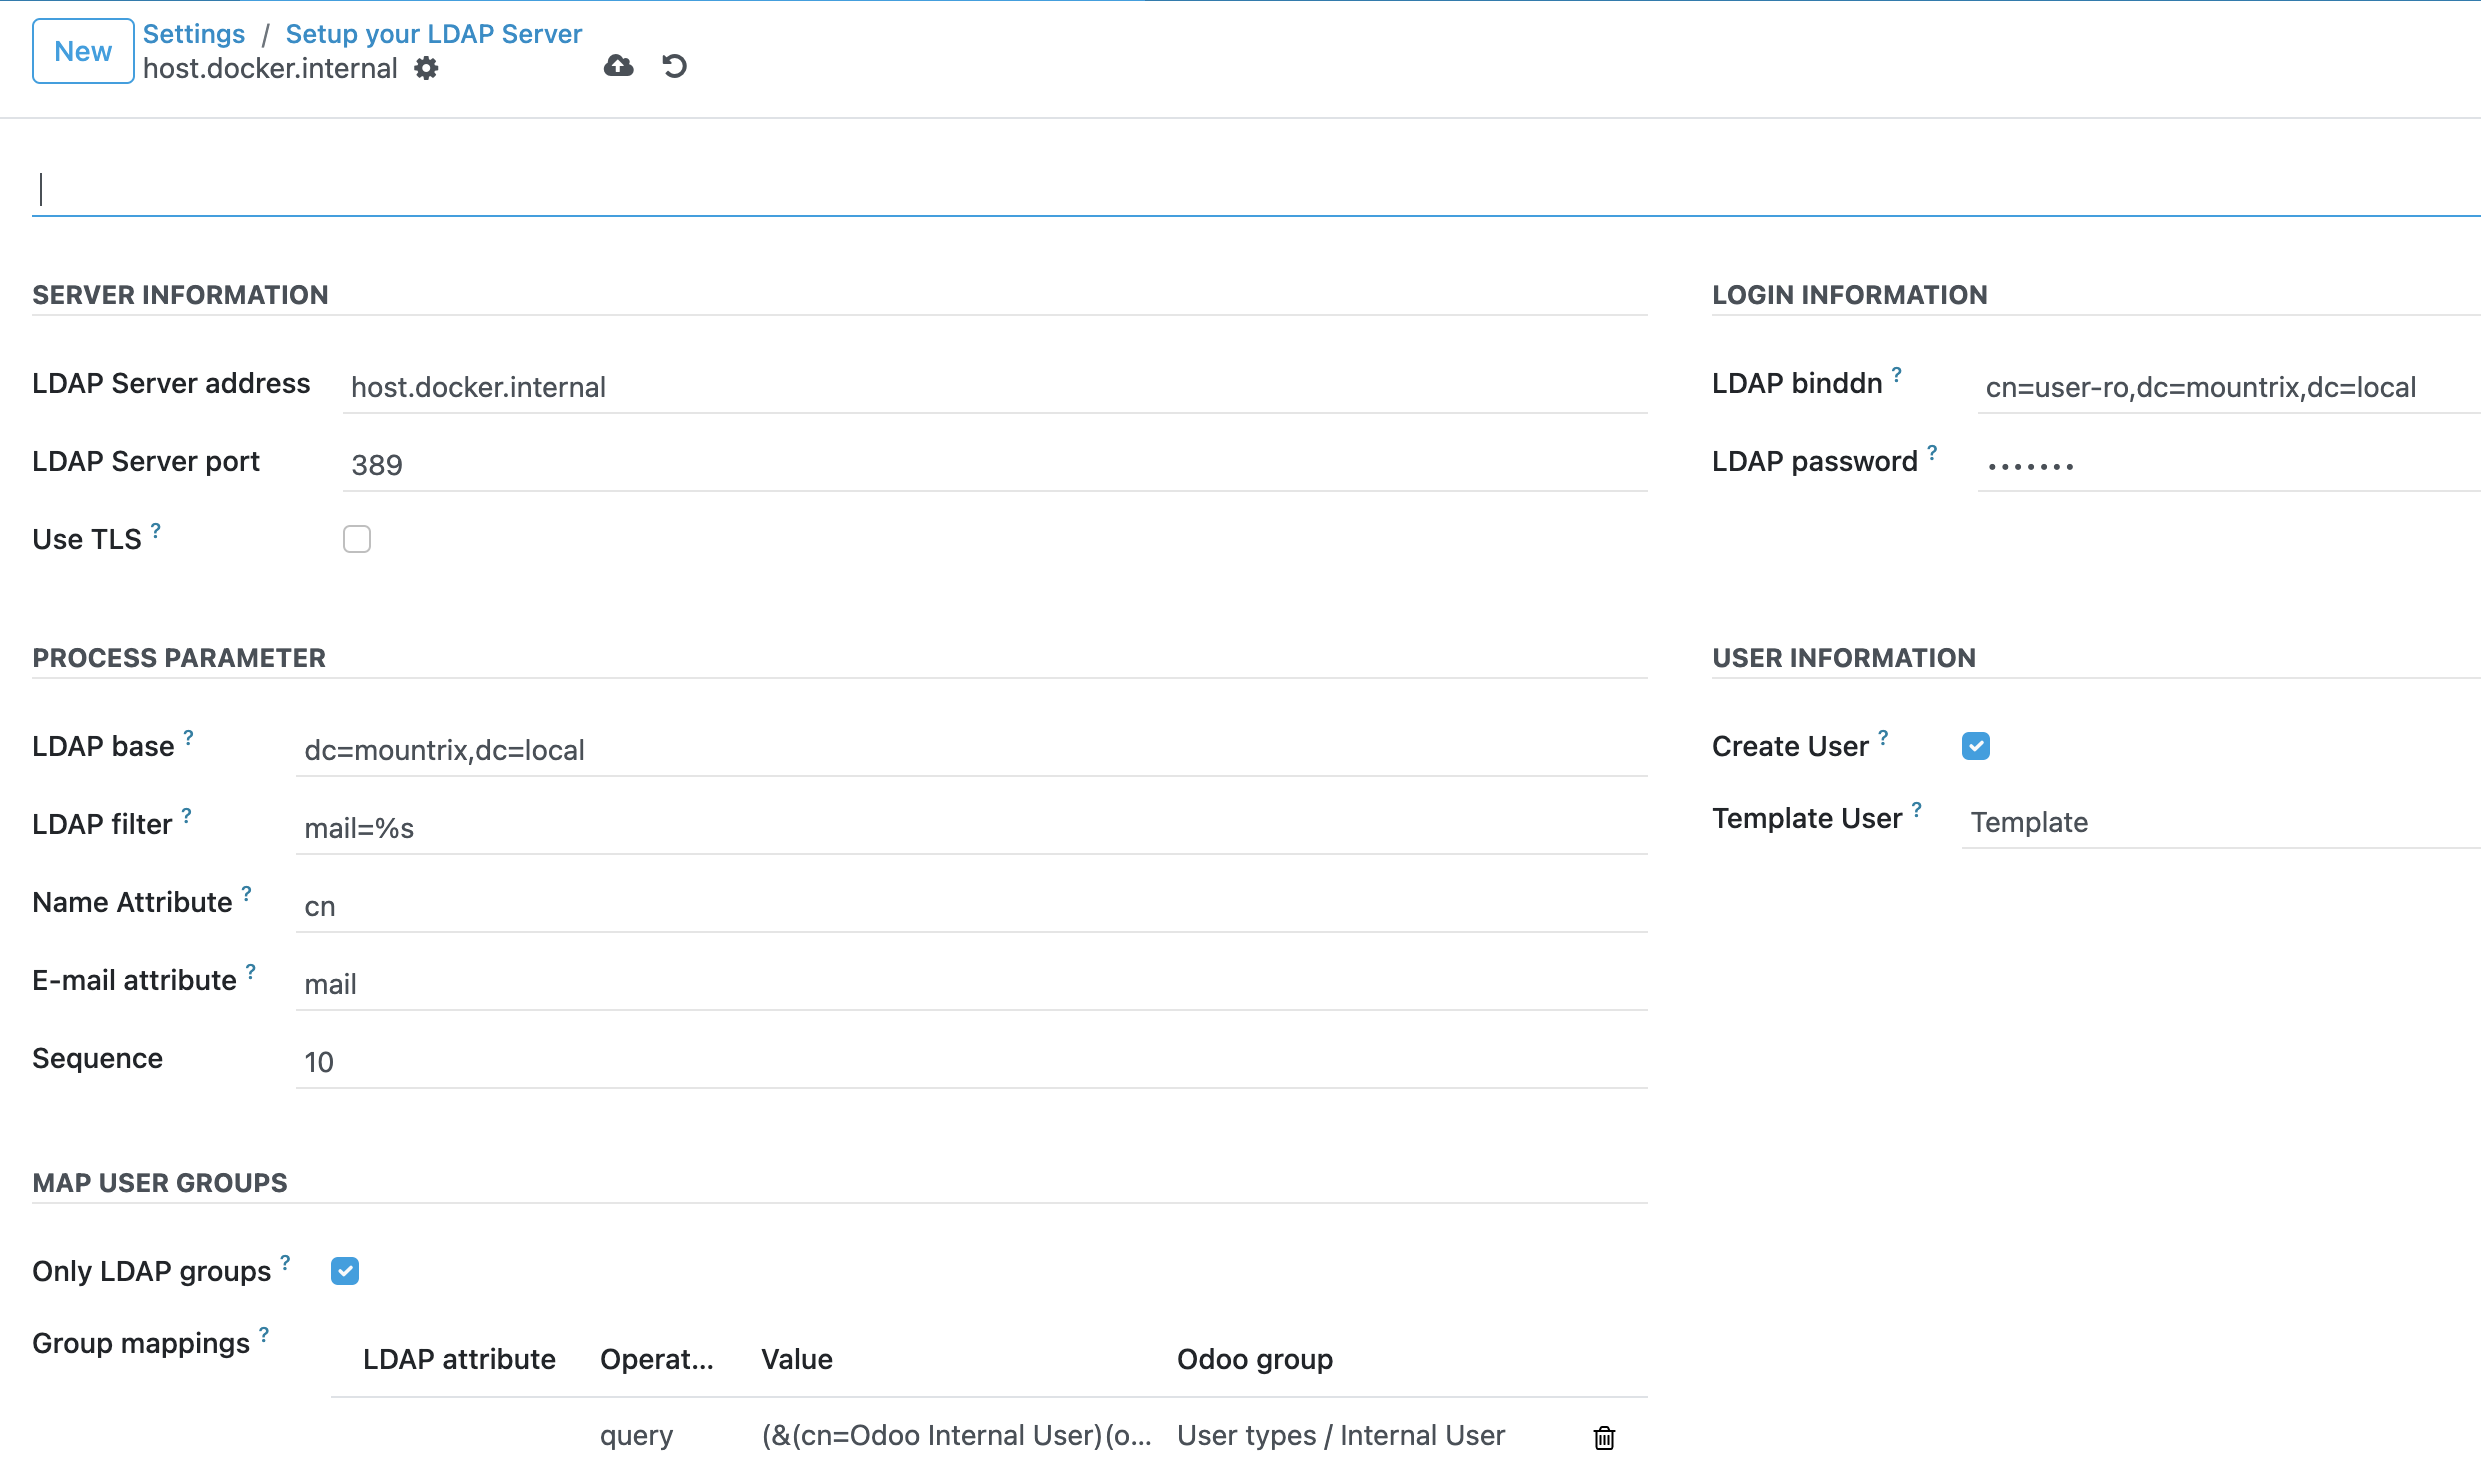 New
Settings / Setup your LDAP Server
host.docker.internal
SERVER INFORMATION
LDAP Server address host.docker.internal
LDAP Server port 389
Use TLS ?
LOGIN INFORMATION
LDAP binddn ? cn=user-ro,dc=mountrix,dc=local
LDAP password ? •••••••
PROCESS PARAMETER
LDAP base ? dc=mountrix,dc=local
LDAP filter ? mail=%s
Name Attribute ? cn
E-mail attribute ? mail
Sequence 10
USER INFORMATION
Create User ?
Template User ? Template
MAP USER GROUPS
Only LDAP groups ?
Group mappings ?
LDAP attribute Operat... Value Odoo group
query (&(cn=Odoo Internal User)(o... User types / Internal User